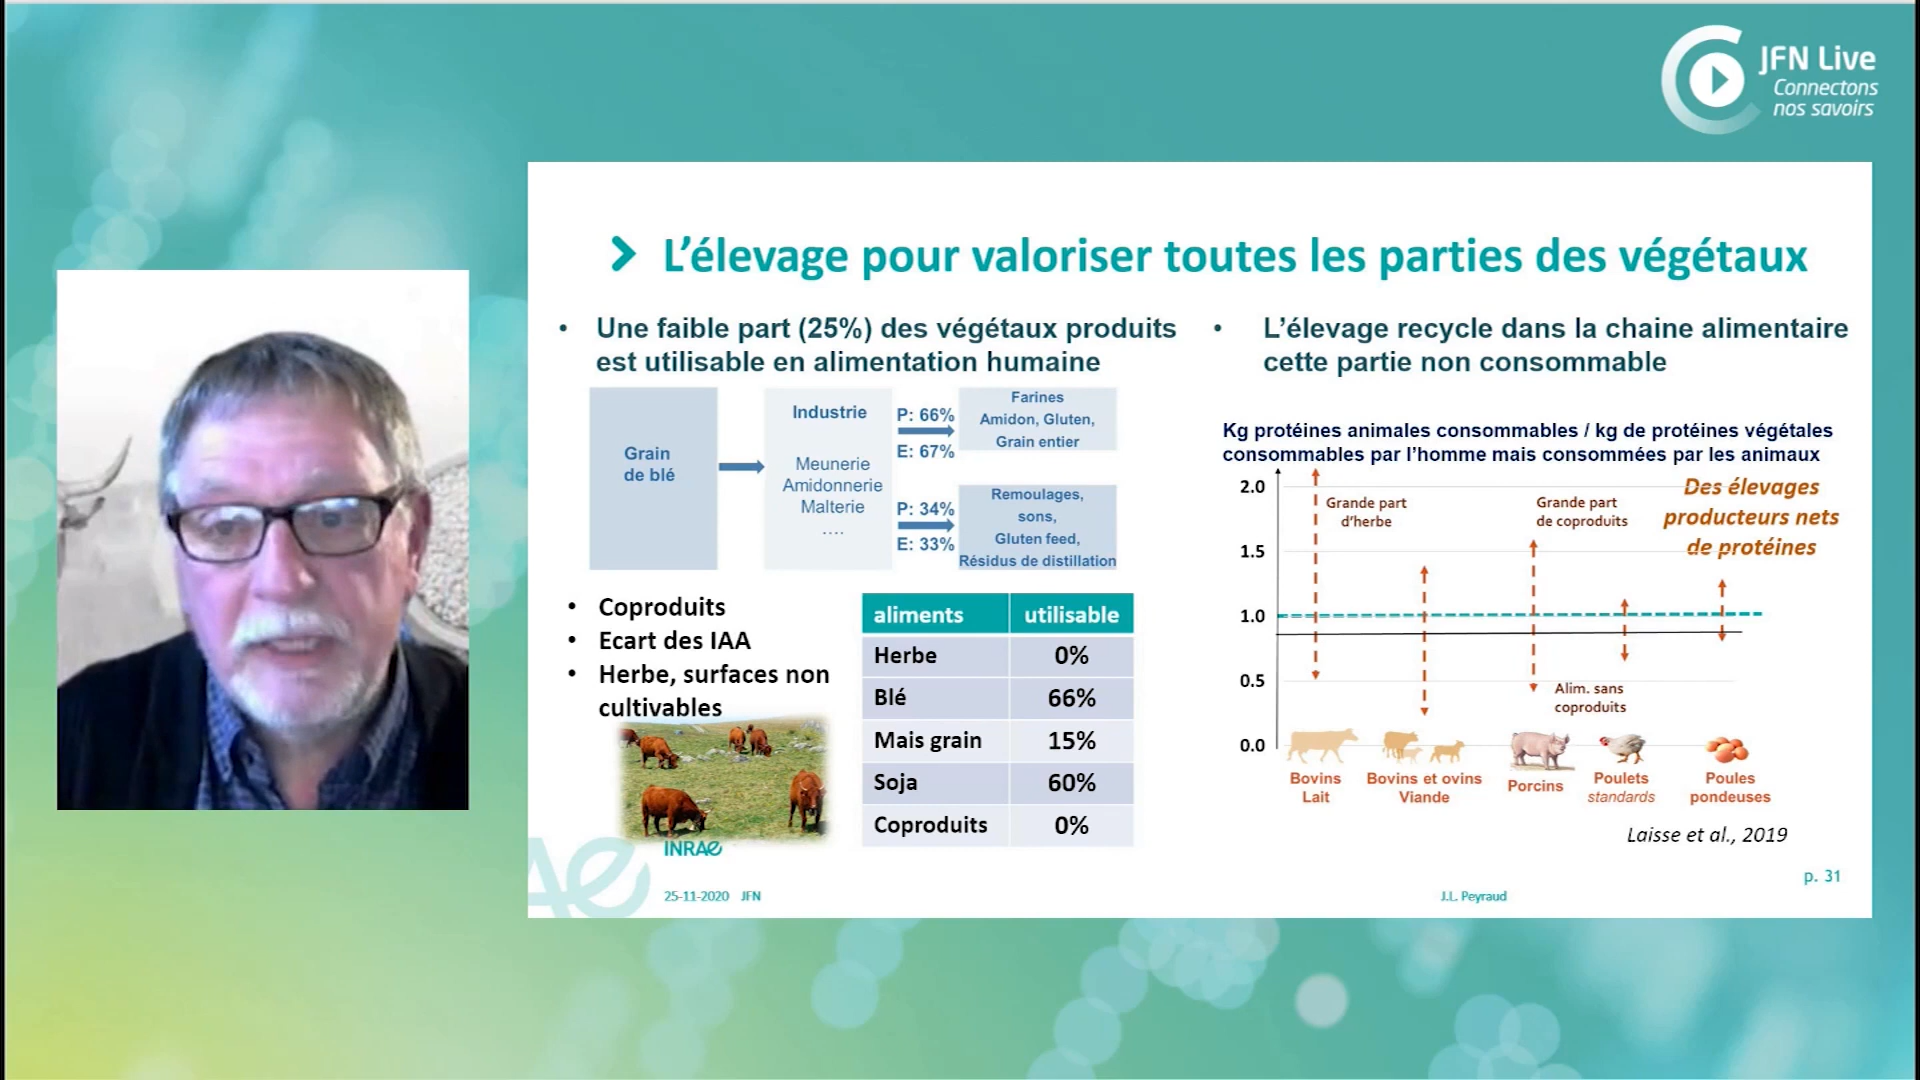 JFN Live
Connectons
nos savoirs
L'élevage pour valoriser toutes les parties des végétaux
• Une faible part (25%) des végétaux produits
est utilisable en alimentation humaine
Grain
de blé
Industrie
Meunerie
Amidonnerie
Malterie
....
P: 66%
E: 67%
Farines
Amidon, Gluten,
Grain entier
P: 34%
E: 33%
Remoulages,
sons,
Gluten feed,
Résidus de distillation
• Coproduits
• Ecart des IAA
• Herbe, surfaces non
cultivables
aliments utilisable
Herbe 0%
Blé 66%
Mais grain 15%
Soja 60%
Coproduits 0%
• L'élevage recycle dans la chaine alimentaire
cette partie non consommable
Kg protéines animales consommables / kg de protéines végétales
consommables par l'homme mais consommées par les animaux
2.0
1.5
1.0
0.5
0.0
Grande part
d'herbe
Grande part
de coproduits
Des élevages
producteurs nets
de protéines
Alim. sans
coproduits
Bovins
Lait
Bovins et ovins
Viande
Porcins
Poulets
standards
Poules
pondeuses
Laisse et al., 2019
INRAE
25-11-2020 JFN
J.L. Peyraud
p. 31